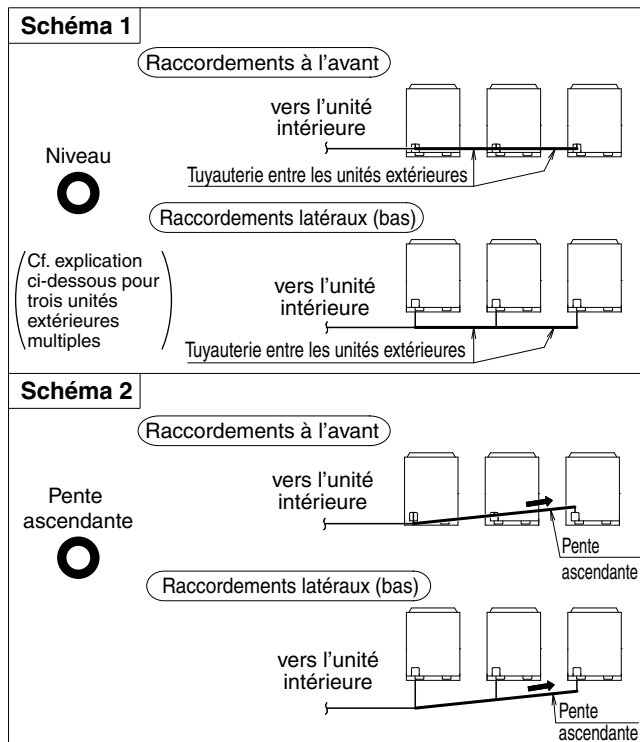 Schéma 1
Raccordements à l'avant
vers l'unité
intérieure
Niveau
Tuyauterie entre les unités extérieures
Raccordements latéraux (bas)
(Cf. explication
ci-dessous pour
trois unités
extérieures
multiples)
vers l'unité
intérieure
Tuyauterie entre les unités extérieures
Schéma 2
Raccordements à l'avant
vers l'unité
intérieure
Pente
ascendante
Pente
ascendante
Raccordements latéraux (bas)
vers l'unité
intérieure
Pente
ascendante